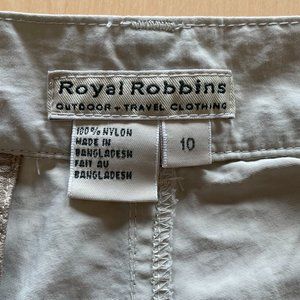 Royal Robbins
OUTDOOR + TRAVEL CLOTHING
100% NYLON
MADE IN
BANGLADESH
FAIT AU
BANGLADESH
10